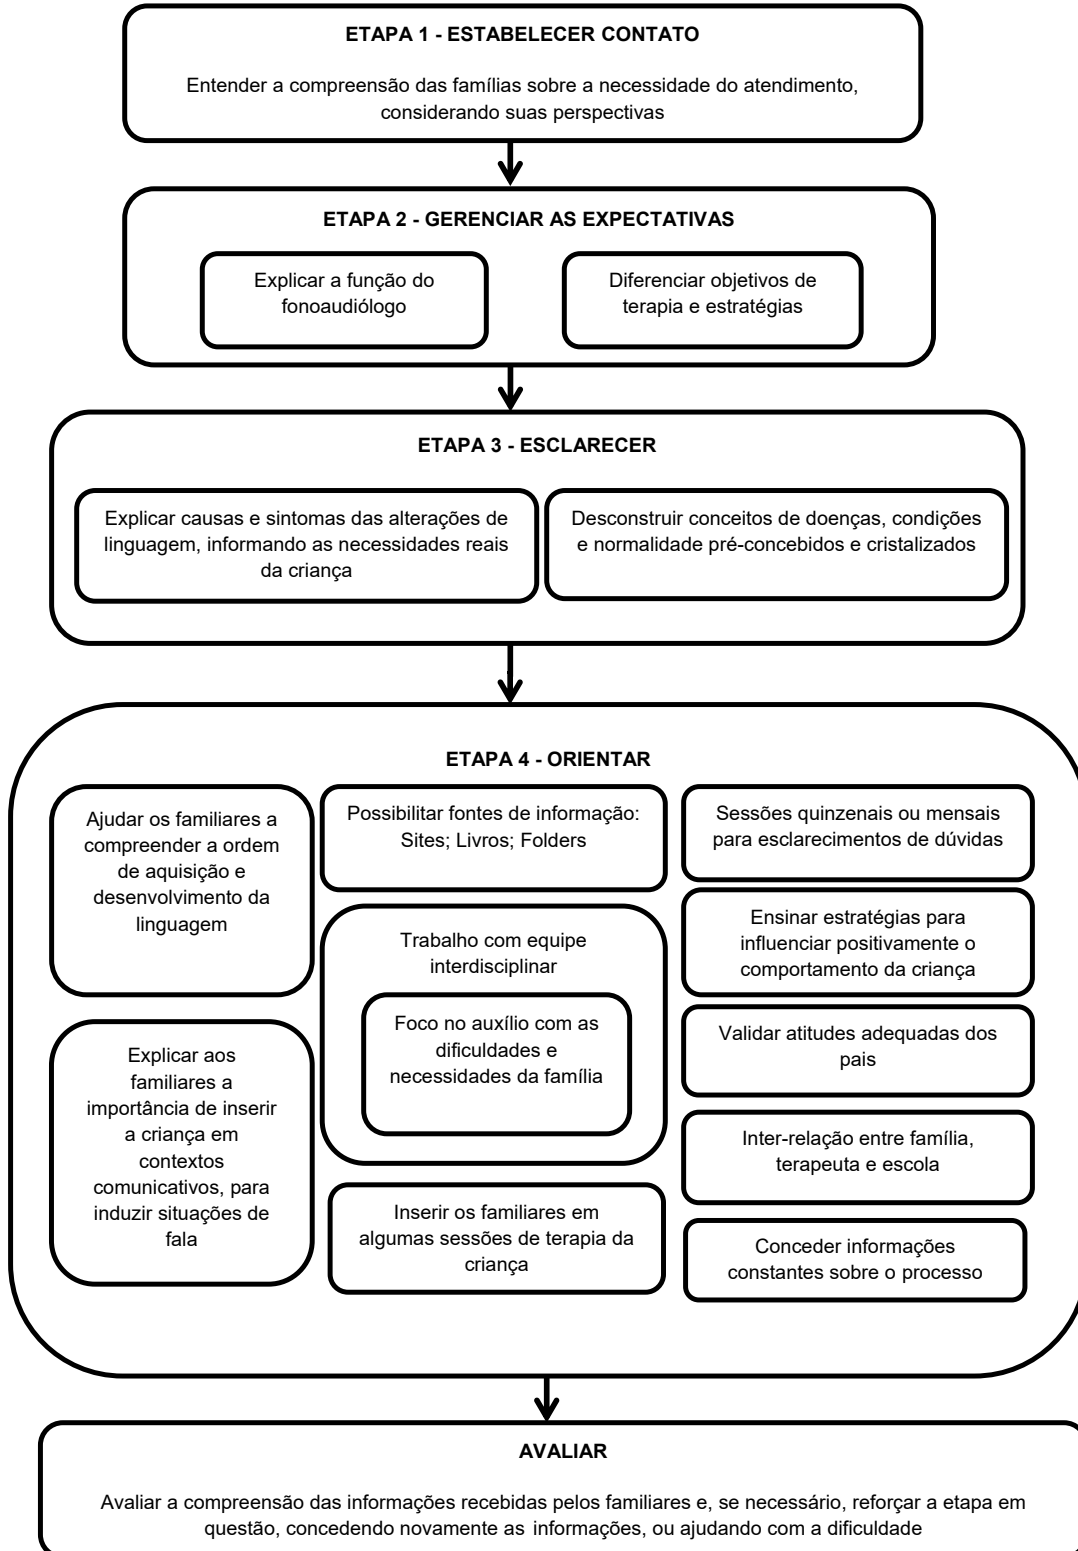 ETAPA 1 - ESTABELECER CONTATO
Entender a compreensão das famílias sobre a necessidade do atendimento,
considerando suas perspectivas
ETAPA 2 - GERENCIAR AS EXPECTATIVAS
Explicar a função do
fonoaudiólogo
Diferenciar objetivos de
terapia e estratégias
ETAPA 3 - ESCLARECER
Explicar causas e sintomas das alterações de
linguagem, informando as necessidades reais
da criança
Desconstruir conceitos de doenças, condições
e normalidade pré-concebidos e cristalizados
ETAPA 4 - ORIENTAR
Ajudar os familiares a
compreender a ordem
de aquisição e
desenvolvimento da
linguagem
Explicar aos
familiares a
importância de inserir
a criança em
contextos
comunicativos, para
induzir situações de
fala
Possibilitar fontes de informação:
Sites; Livros; Folders
Trabalho com equipe
interdisciplinar
Foco no auxílio com as
dificuldades e
necessidades da família
Inserir os familiares em
algumas sessões de terapia da
criança
Sessões quinzenais ou mensais
para esclarecimentos de dúvidas
Ensinar estratégias para
influenciar positivamente o
comportamento da criança
Validar atitudes adequadas dos
pais
Inter-relação entre família,
terapeuta e escola
Conceder informações
constantes sobre o processo
AVALIAR
Avaliar a compreensão das informações recebidas pelos familiares e, se necessário, reforçar a etapa em
questão, concedendo novamente as informações, ou ajudando com a dificuldade